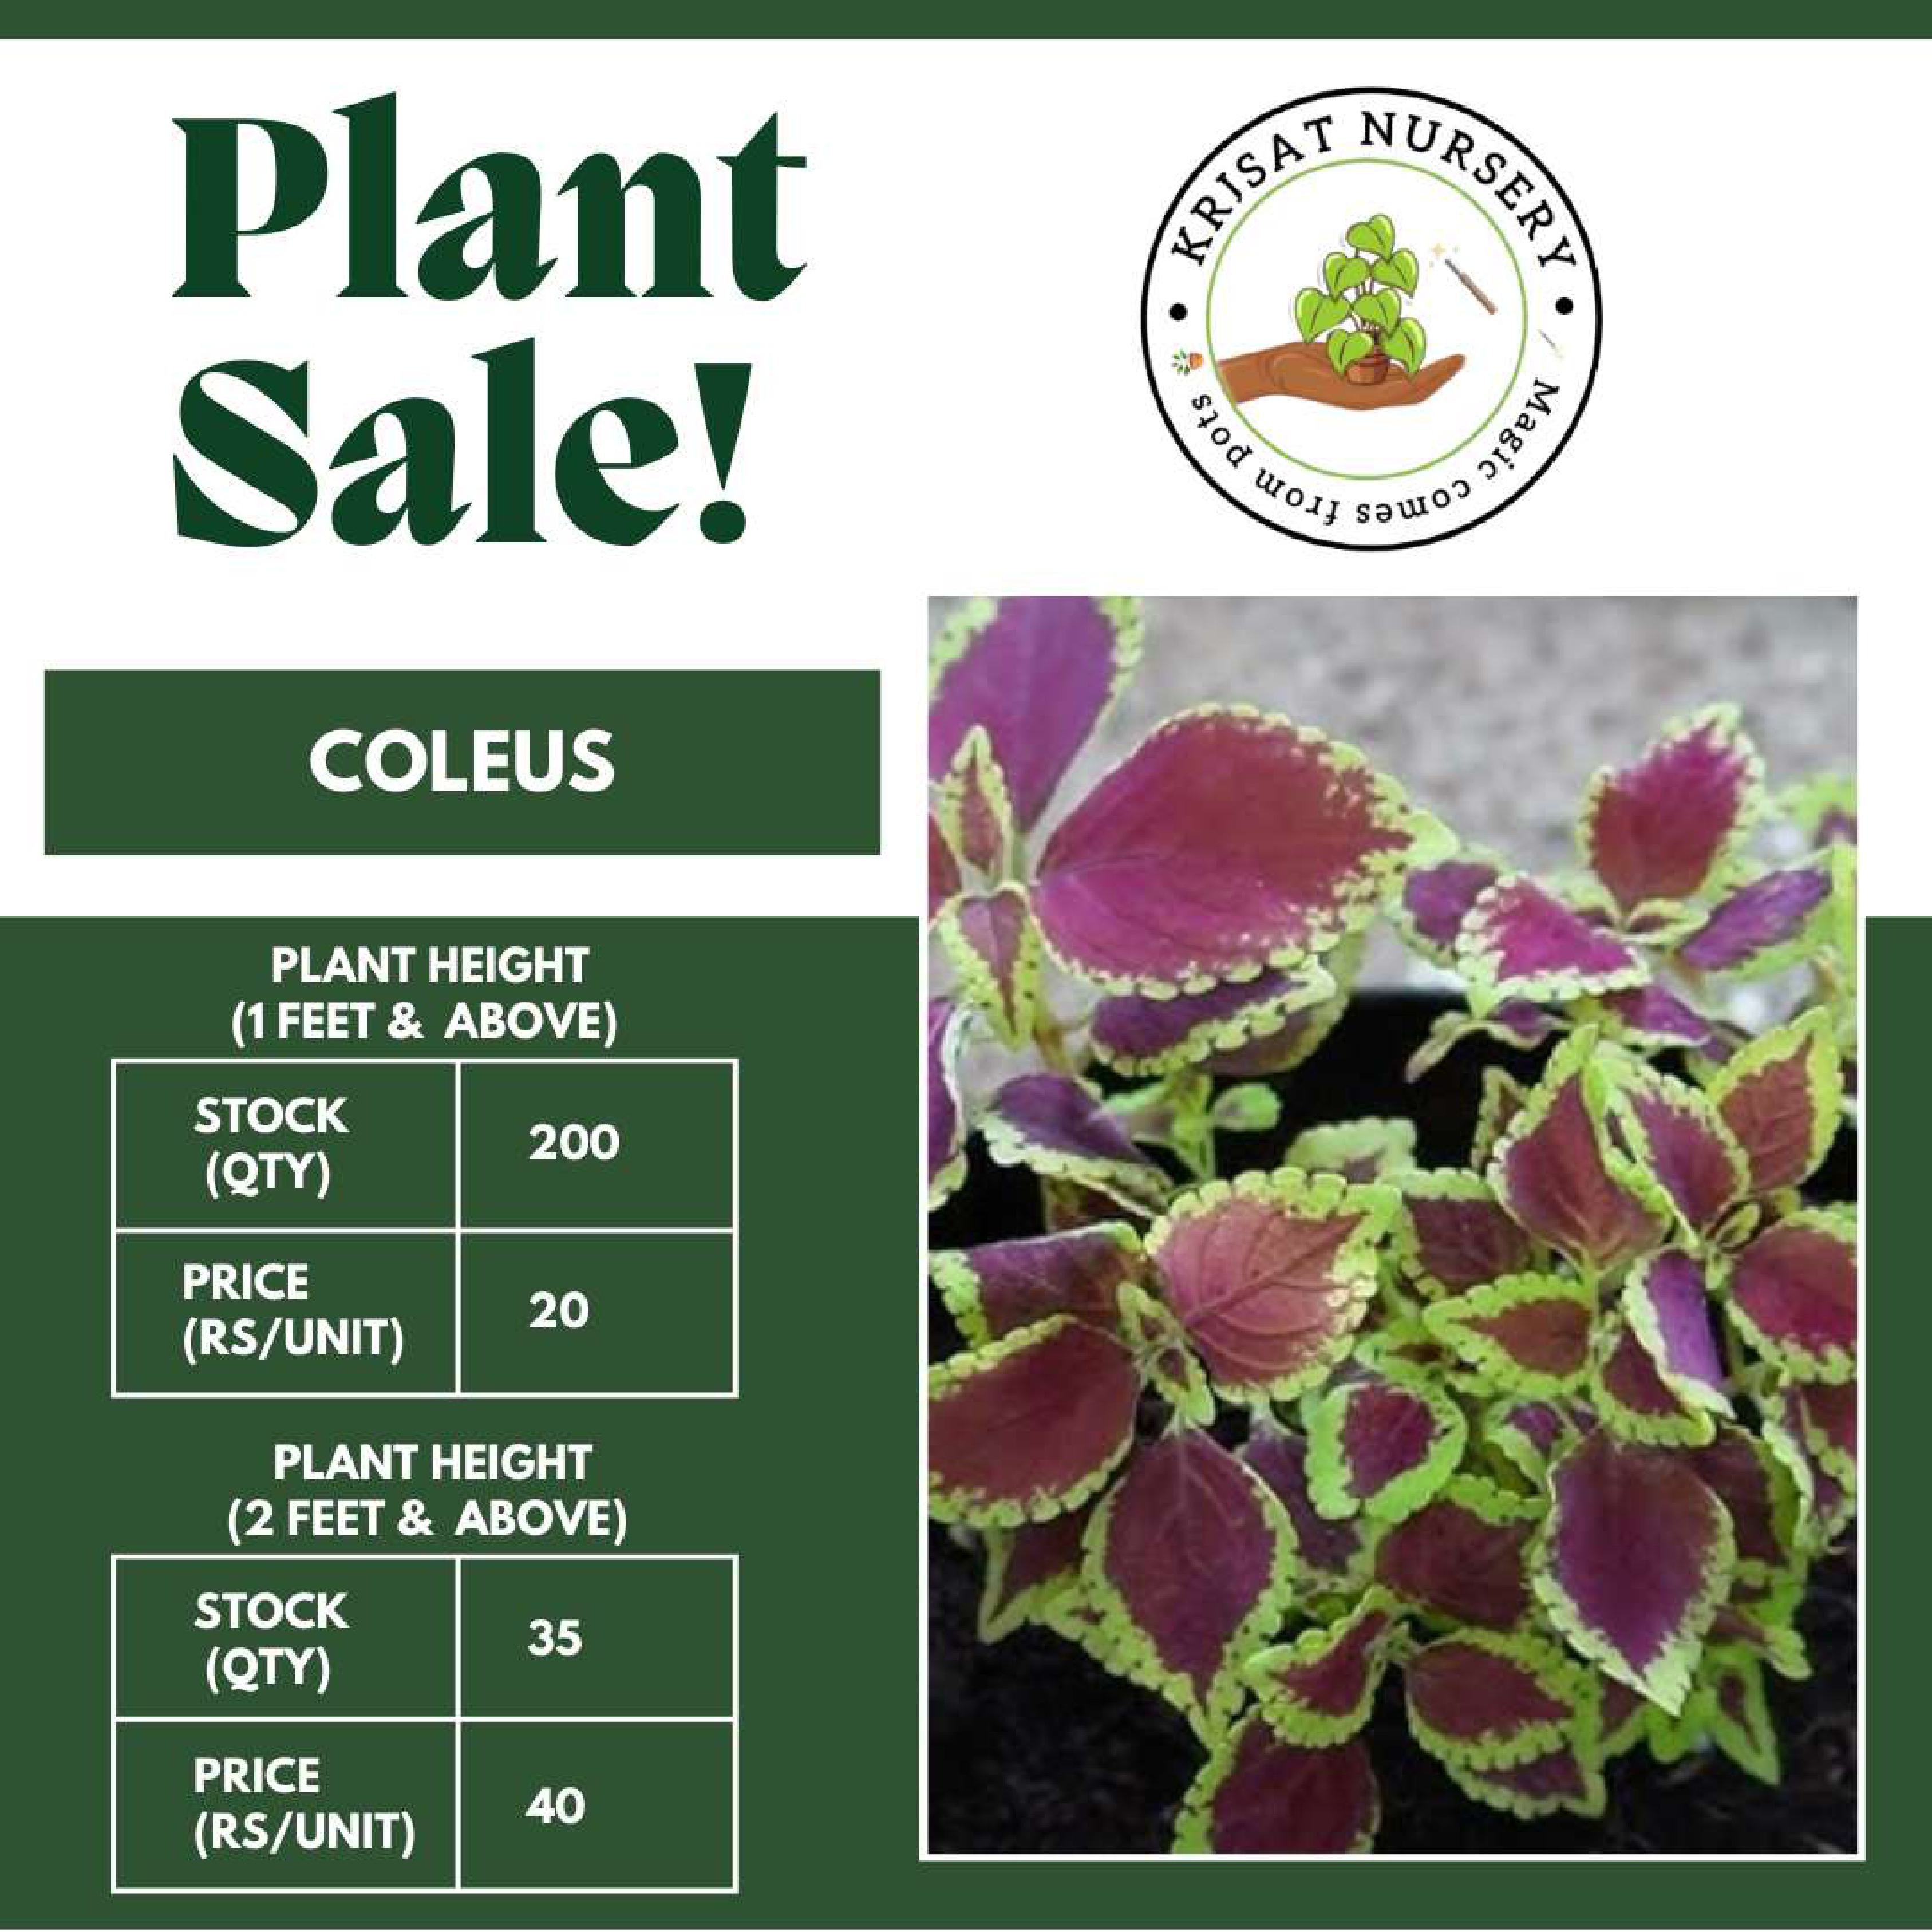 Plant
Sale!
KRISAT NURSERY
Magic comes from pots
COLEUS
PLANT HEIGHT
(1 FEET & ABOVE)
STOCK
(QTY)
200
PRICE
(RS/UNIT)
20
PLANT HEIGHT
(2 FEET & ABOVE)
STOCK
(QTY)
35
PRICE
(RS/UNIT)
40